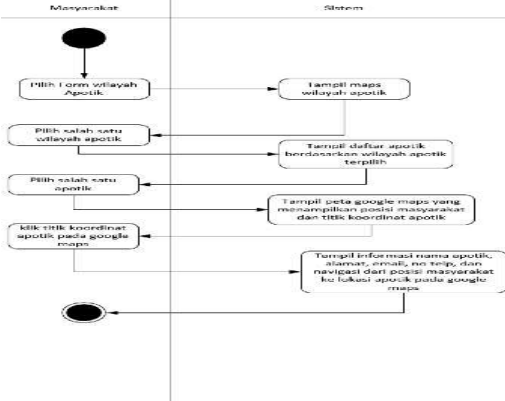 Masyarakat
Sistem
Pilih Form wilayah
Apotik
Tampil maps
wilayah apotik
Pilih salah satu
wilayah apotik
Tampil daftar apotik
berdasarkan wilayah apotik
terpilih
Pilih salah satu
apotik
Tampil peta google maps yang
menampilkan posisi masyarakat
dan titik koordinat apotik
klik titik koordinat
apotik pada google
maps
Tampil informasi nama apotik,
alamat, email, no telp, dan
navigasi dari posisi masyarakat
ke lokasi apotik pada google
maps